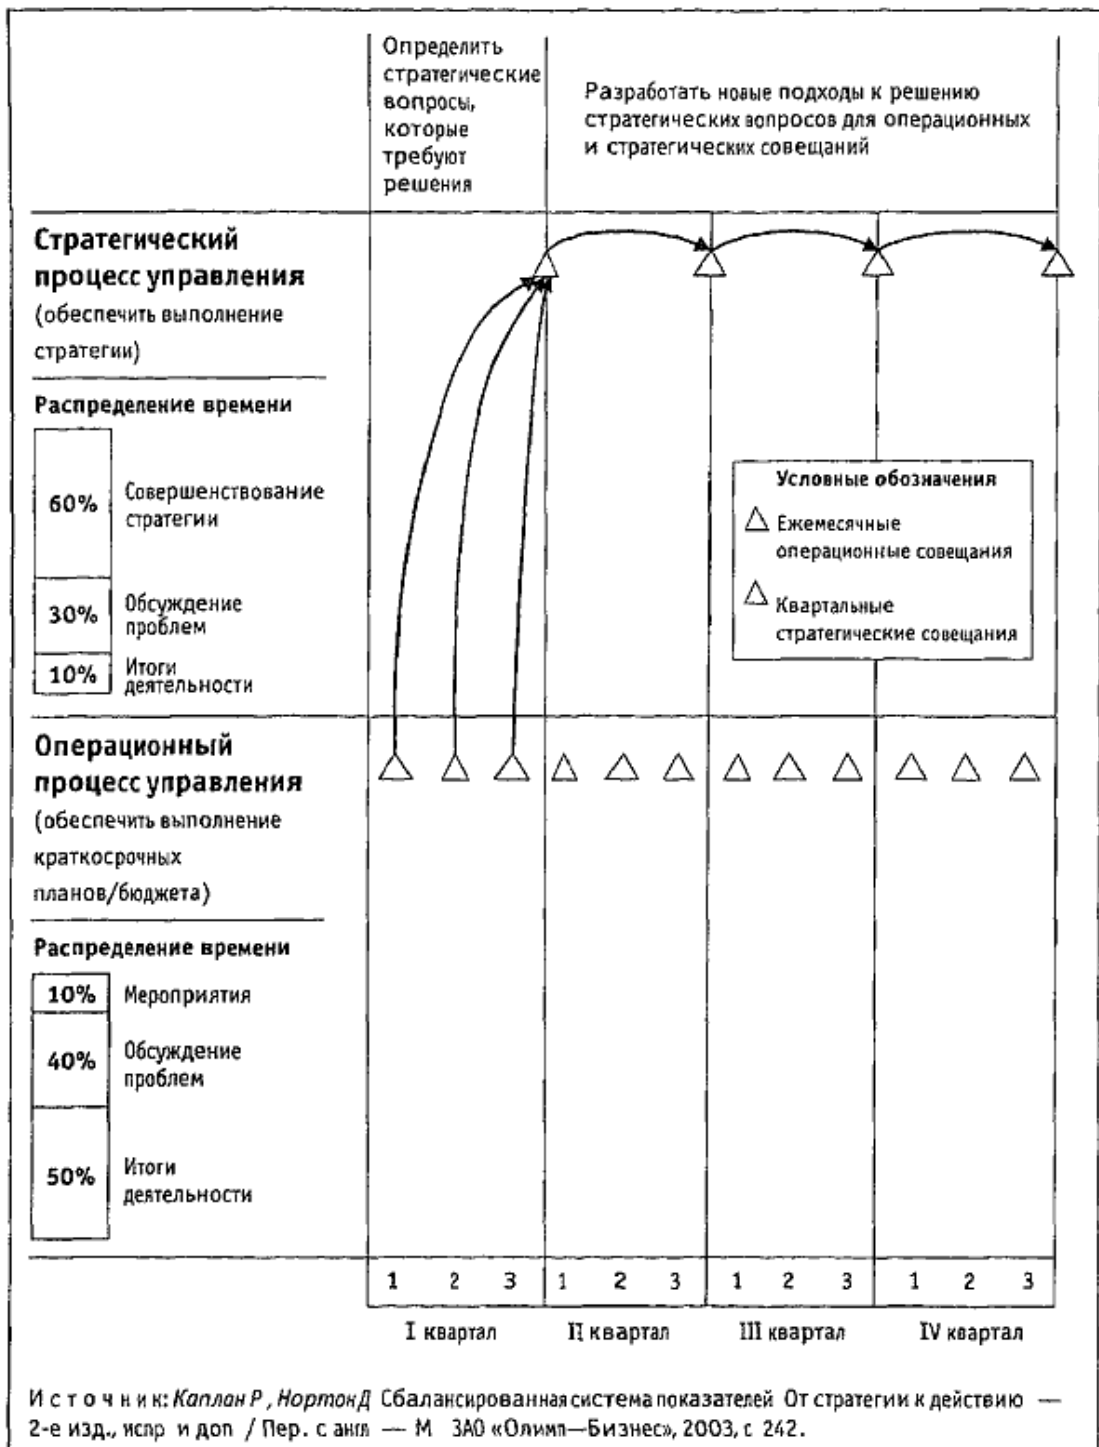 Определить
стратегические
вопросы,
которые
требуют
решения
Разработать новые подходы к решению
стратегических вопросов для операционных
и стратегических совещаний
Стратегический
процесс управления
(обеспечить выполнение
стратегии)
Распределение времени
60%
Совершенствование
стратегии
30%
Обсуждение
проблем
10%
Итоги
деятельности
Условные обозначения
Ежемесячные
операционные совещания
Квартальные
стратегические совещания
Операционный
процесс управления
(обеспечить выполнение
краткосрочных
планов/бюджета)
Распределение времени
10% Мероприятия
40%
Обсуждение
проблем
50%
Итоги
деятельности
1 2 3 1 2 3 1 2 3 1 2 3
I квартал II квартал III квартал IV квартал
Источник: Каплан Р , Нортон Д Сбалансированная система показателей От стратегии к действию —
2-е изд., испр и доп / Пер. с англ — М ЗАО «Олимп—Бизнес», 2003, с 242.